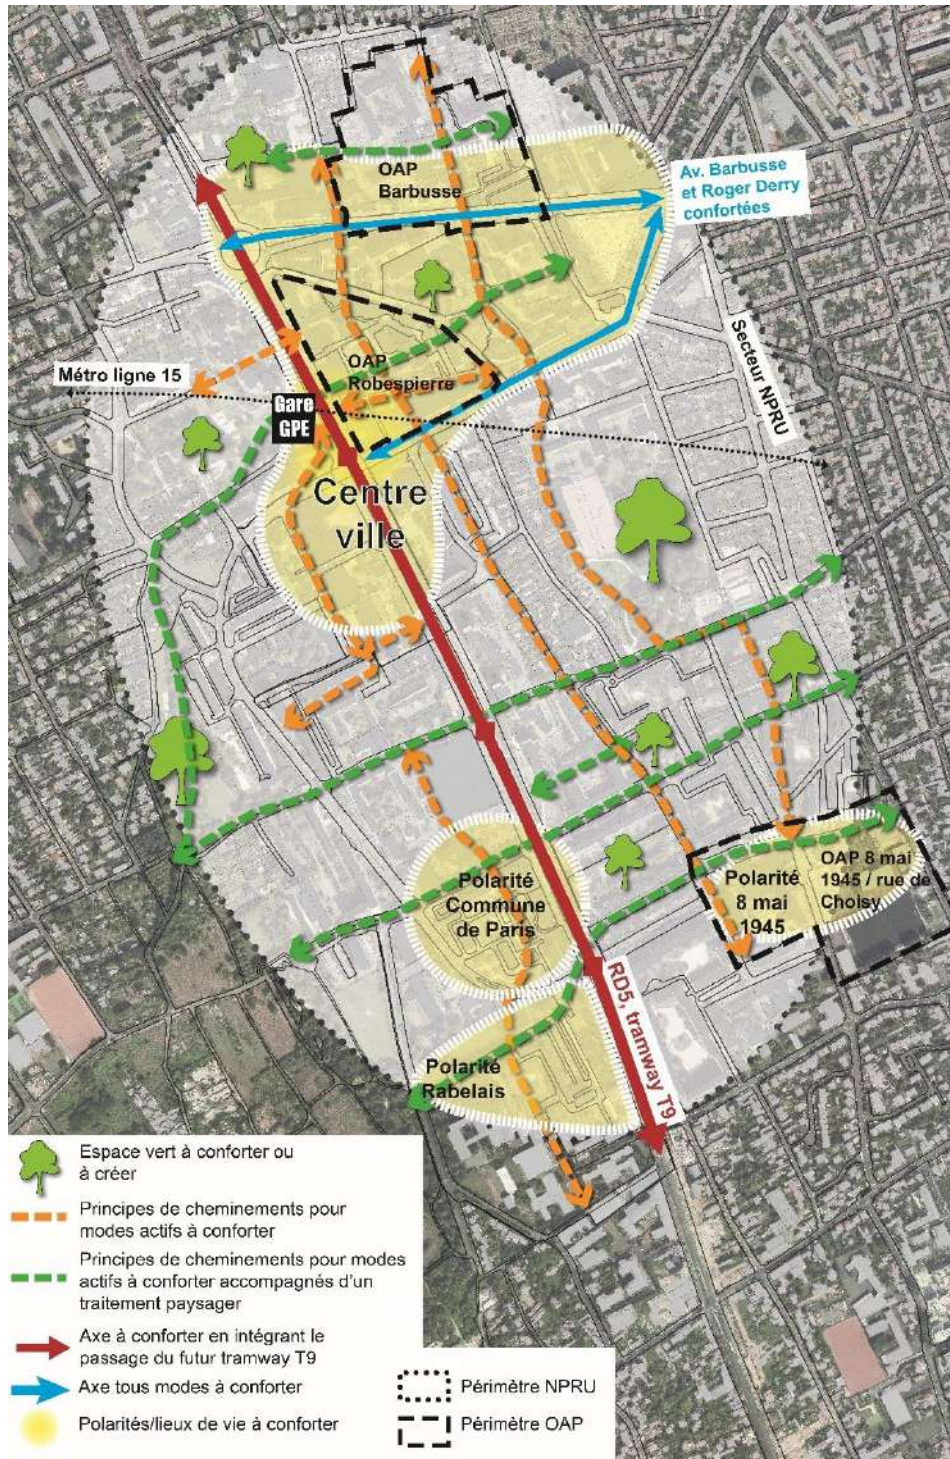 OAP
Barbusse
Av. Barbusse
et Roger Derry
confortées
Secteur NPRU
Métro ligne 15
OAP
Robespierre
Gare
GPE
Centre
ville
Polarité
Commune
de Paris
Polarité
8 mai
1945
OAP 8 mai
1945 / rue de
Choisy
RD5, tramway T9
Polarité
Rabelais
Espace vert à conforter ou
à créer
Principes de cheminements pour
modes actifs à conforter
Principes de cheminements pour modes
actifs à conforter accompagnés d'un
traitement paysager
Axe à conforter en intégrant le
passage du futur tramway T9
Axe tous modes à conforter
Polarités/lieux de vie à conforter
Périmètre NPRU
Périmètre OAP